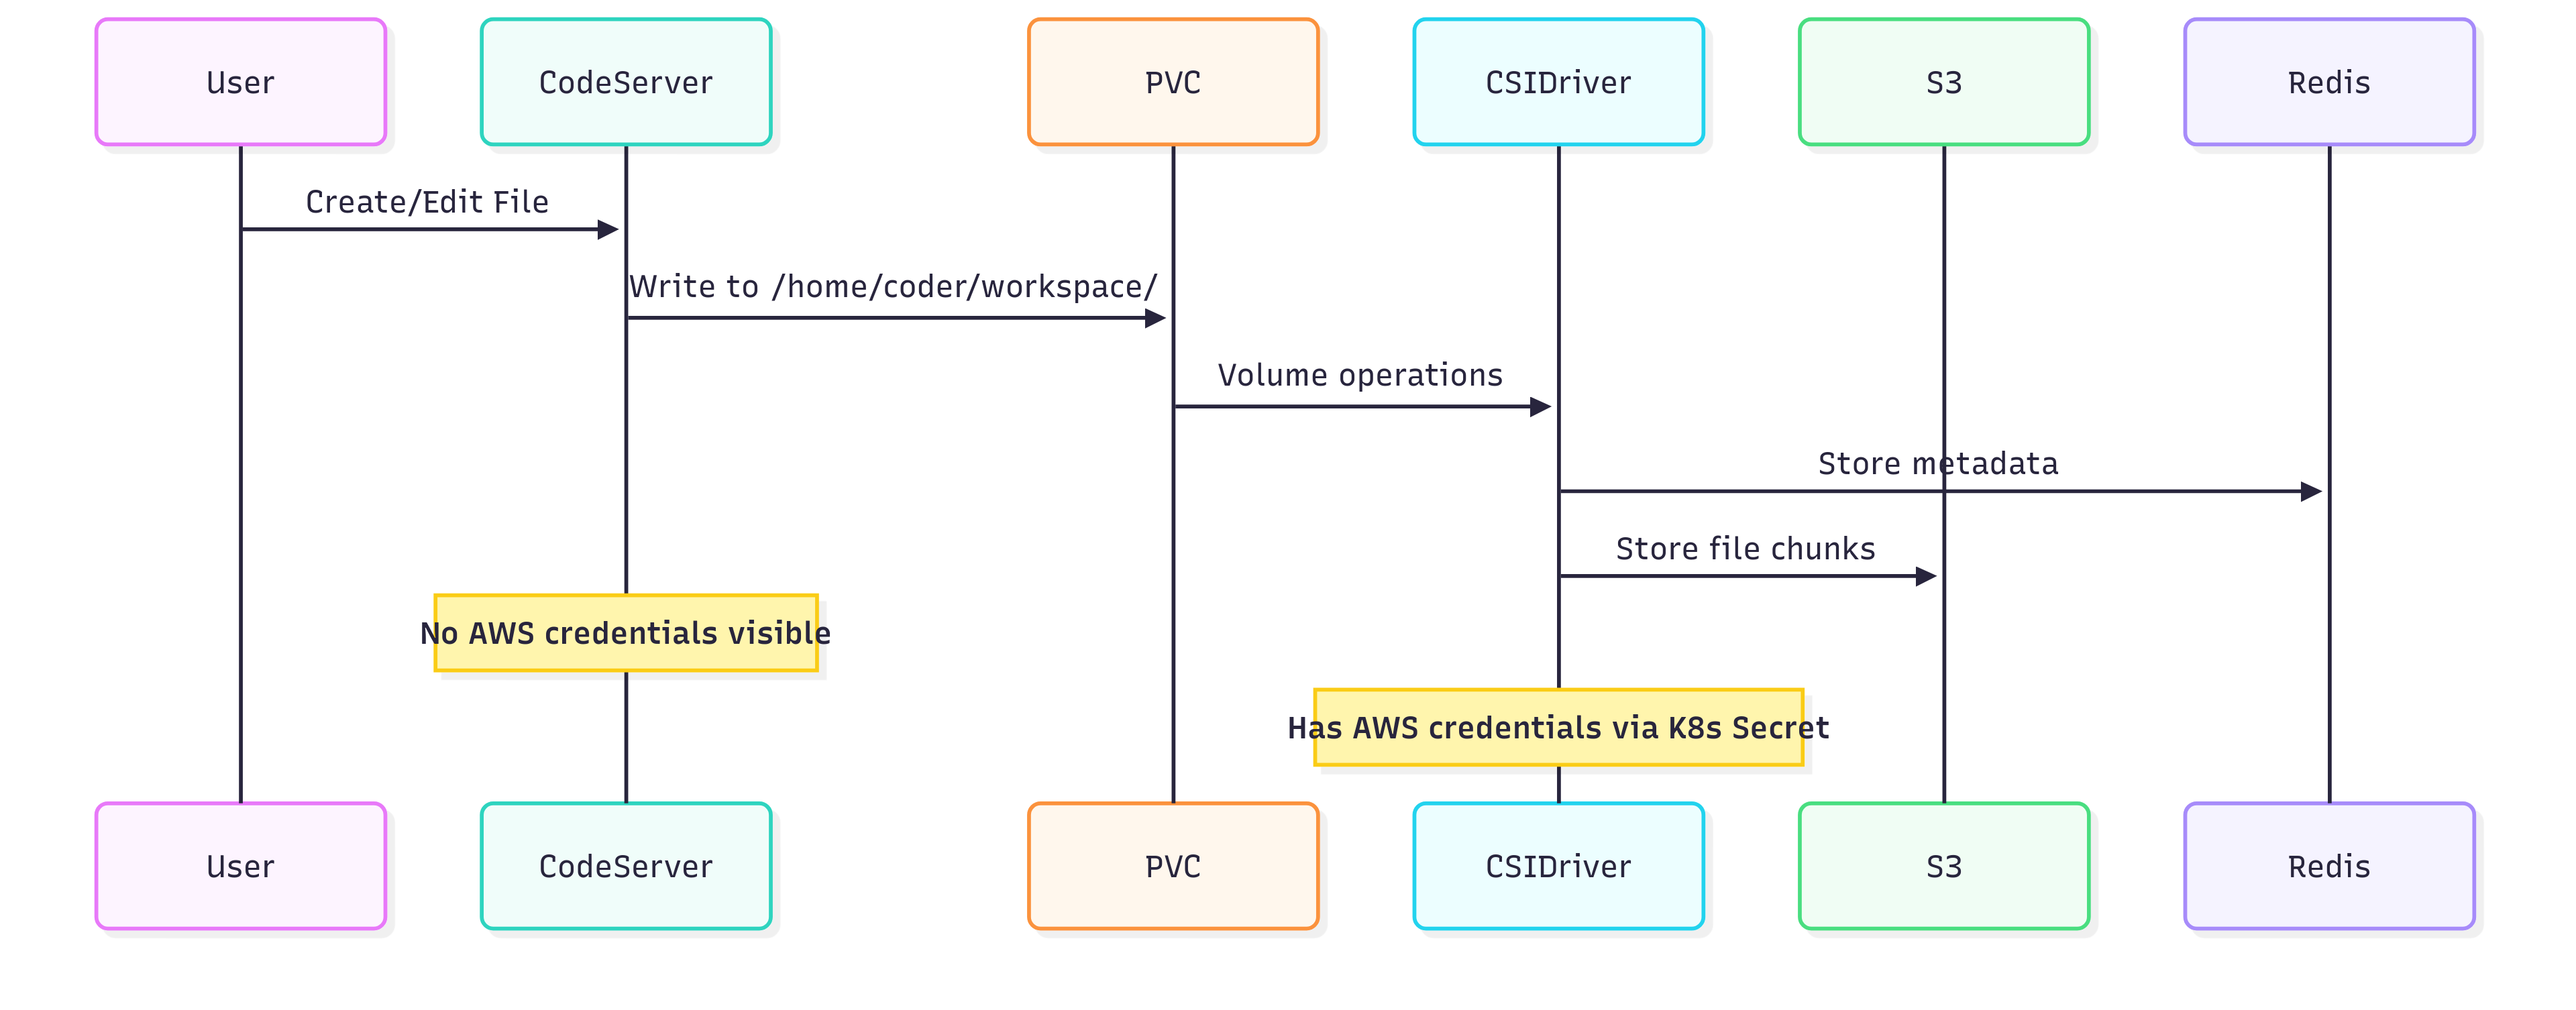 User
CodeServer
PVC
CSIDriver
S3
Redis
Create/Edit File
Write to /home/coder/workspace/
Volume operations
Store metadata
Store file chunks
No AWS credentials visible
Has AWS credentials via K8s Secret
User
CodeServer
PVC
CSIDriver
S3
Redis